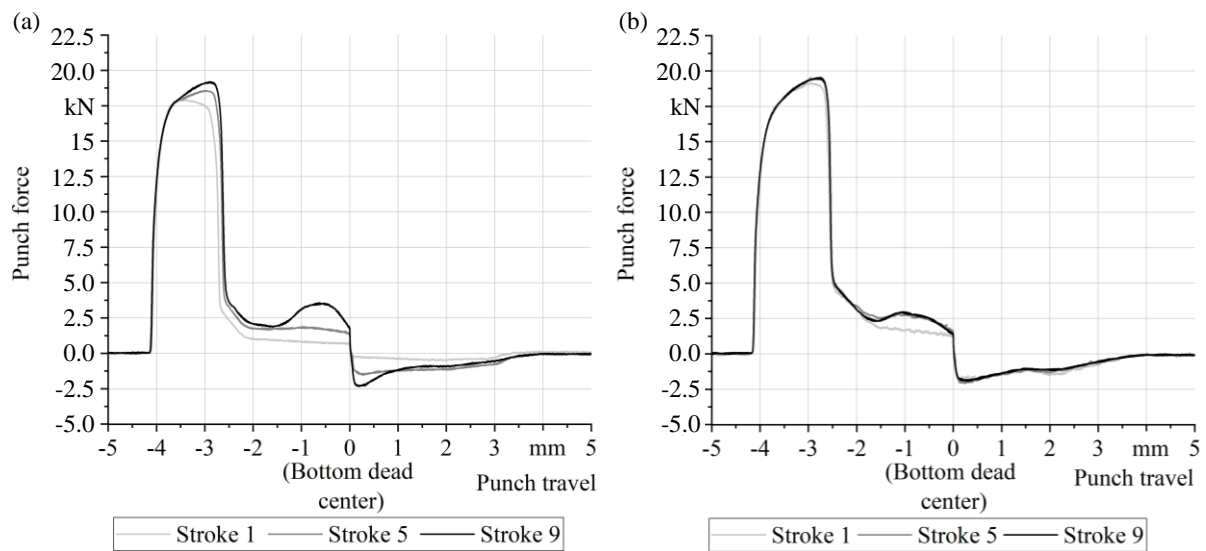 (a)
22.5
20.0
kN
15
12.5
10.0
7.5
5.0
2.5
0.0
-2.5
-5.0
Punch force
-5 -4 -3 -2 -1 0 1 2 3 mm 5
(Bottom dead
center)
Punch travel
Stroke 1 Stroke 5 Stroke 9
(b)
22.5
20.0
kN
15
12.5
10.0
7.5
5.0
2.5
0.0
-2.5
-5.0
Punch force
-5 -4 -3 -2 -1 0 1 2 3 mm 5
(Bottom dead
center)
Punch travel
Stroke 1 Stroke 5 Stroke 9